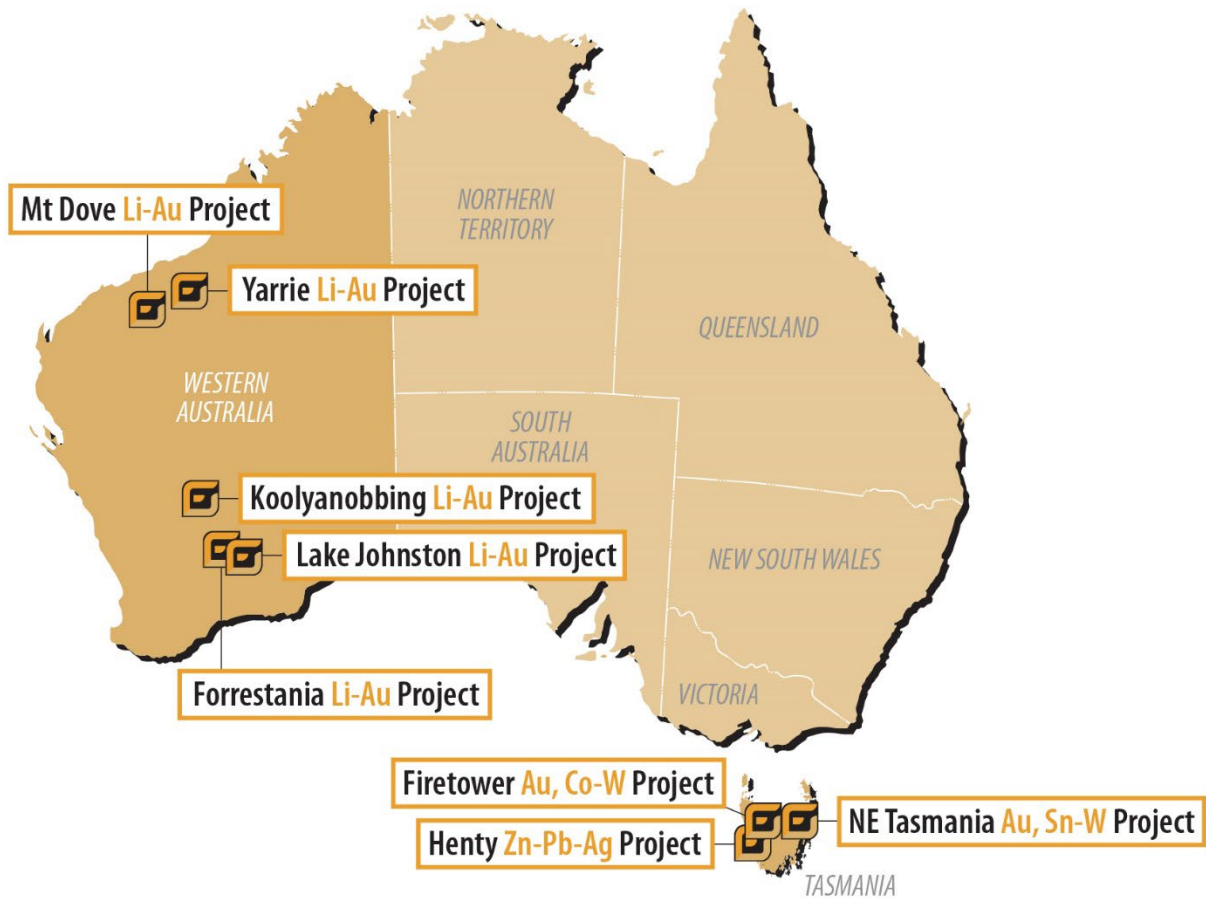 NORTHERN
TERRITORY
Mt Dove Li-Au Project
Yarrie Li-Au Project
QUEENSLAND
WESTERN
AUSTRALIA
SOUTH
AUSTRALIA
Koolyanobbing Li-Au Project
Lake Johnston Li-Au Project
NEW SOUTH WALES
Forrestania Li-Au Project
VICTORIA
Firetower Au, Co-W Project
NE Tasmania Au, Sn-W Project
Henty Zn-Pb-Ag Project
TASMANIA